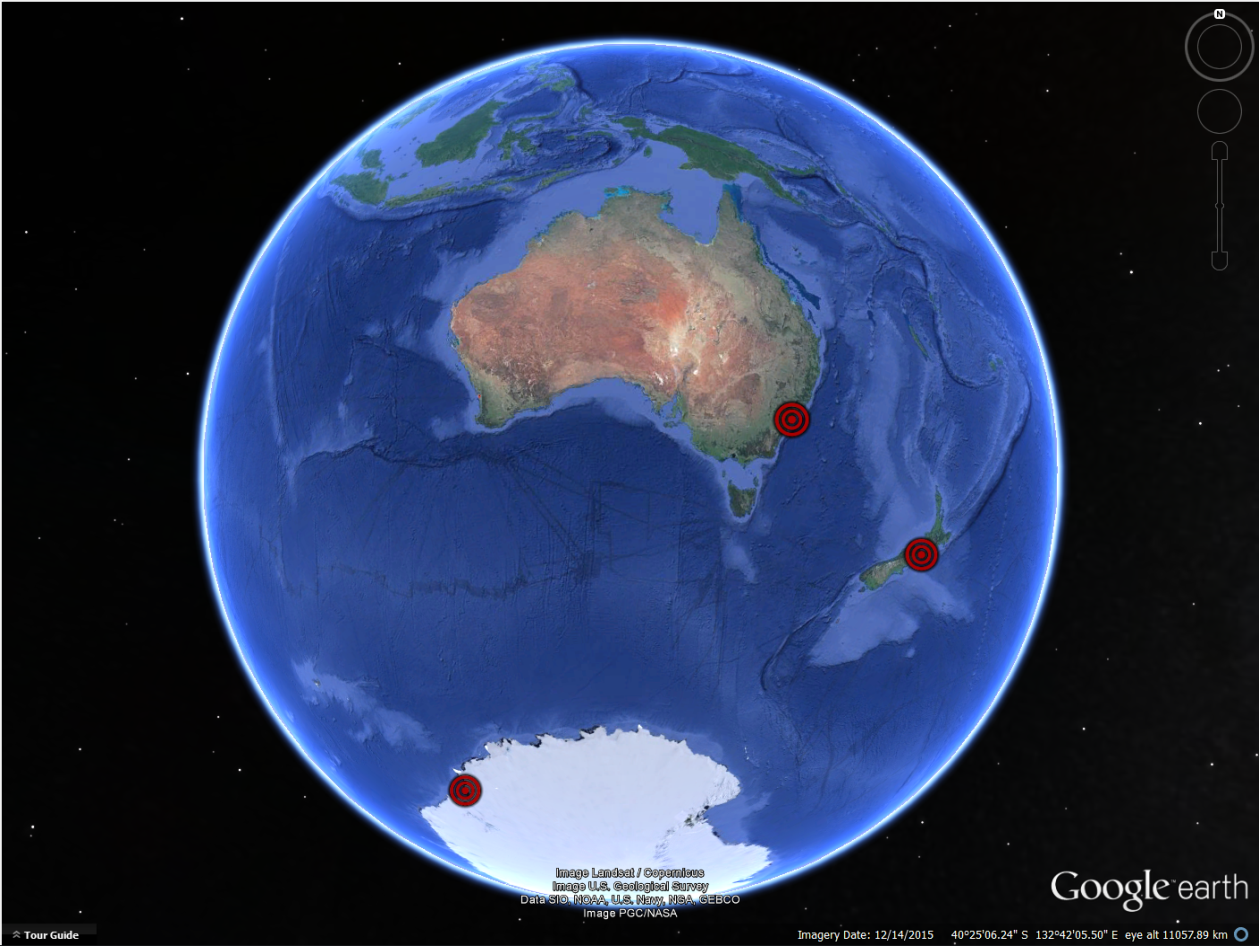 N
Image Landsat / Copernicus
Image U.S. Geological Survey
Data SIO, NOAA, U.S. Navy, NGA, GEBCO
Image PGC/NASA
Google earth
Tour Guide
Imagery Date: 12/14/2015 40°25'06.24" S 132°42'05.50" E eye alt 11057.89 km